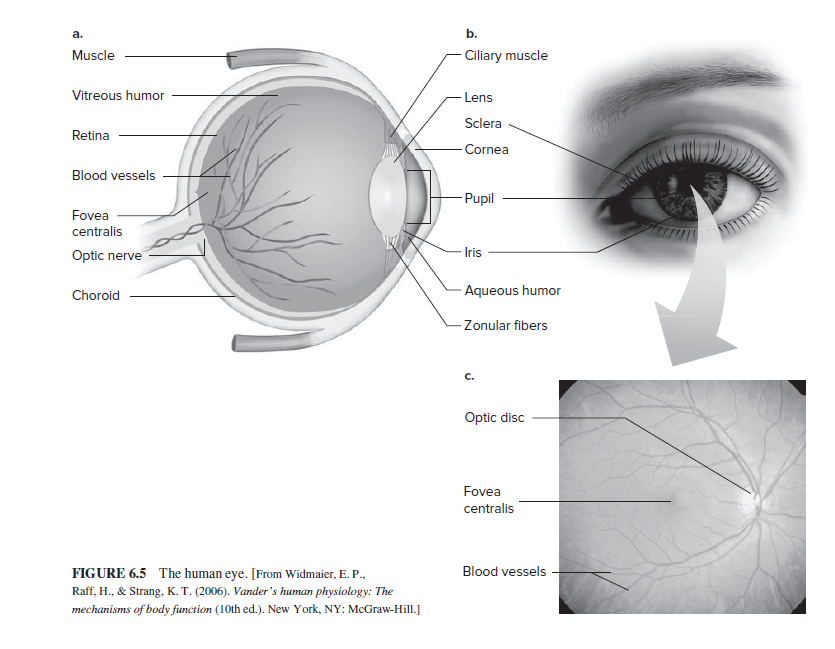 a.
Muscle
Vitreous humor
Retina
Blood vessels
Fovea
centralis
Optic nerve
Choroid
b.
Ciliary muscle
Lens
Sclera
Cornea
Pupil
Iris
Aqueous humor
Zonular fibers
c.
Optic disc
Fovea
centralis
Blood vessels
FIGURE 6.5 The human eye. [From Widmaier, E. P.,
Raff, H., & Strang, K. T. (2006). Vander's human physiology: The
mechanisms of body function (10th ed.). New York, NY: McGraw-Hill.]